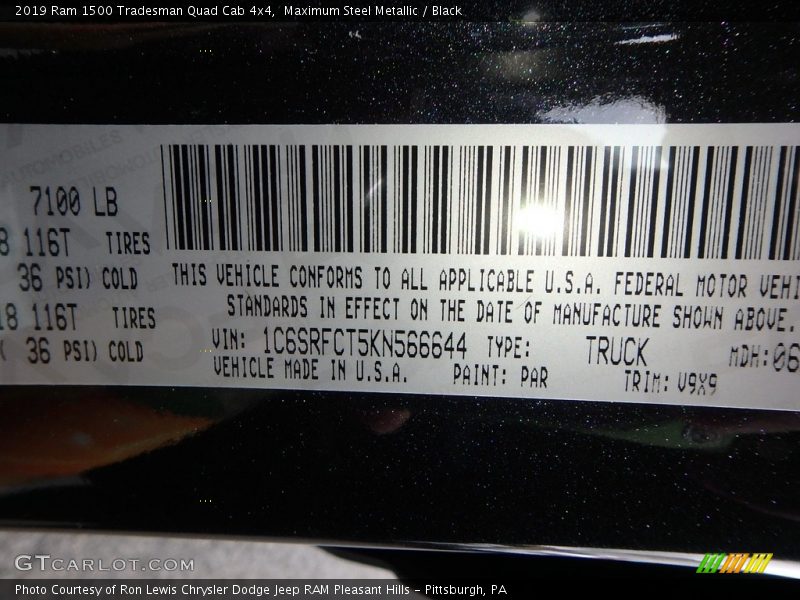 2019 Ram 1500 Tradesman Quad Cab 4x4, Maximum Steel Metallic / Black
7100 LB
8 116T TIRES
36 PSI) COLD
18 116T TIRES
( 36 PSI) COLD
THIS VEHICLE CONFORMS TO ALL APPLICABLE U.S.A. FEDERAL MOTOR VEHI
STANDARDS IN EFFECT ON THE DATE OF MANUFACTURE SHOWN ABOVE.
VIN: 1C6SRFCT5KN566644 TYPE: TRUCK MDH:06
VEHICLE MADE IN U.S.A. PAINT: PAR TRIM: V9X9
GTCARLOT.COM
Photo Courtesy of Ron Lewis Chrysler Dodge Jeep RAM Pleasant Hills - Pittsburgh, PA